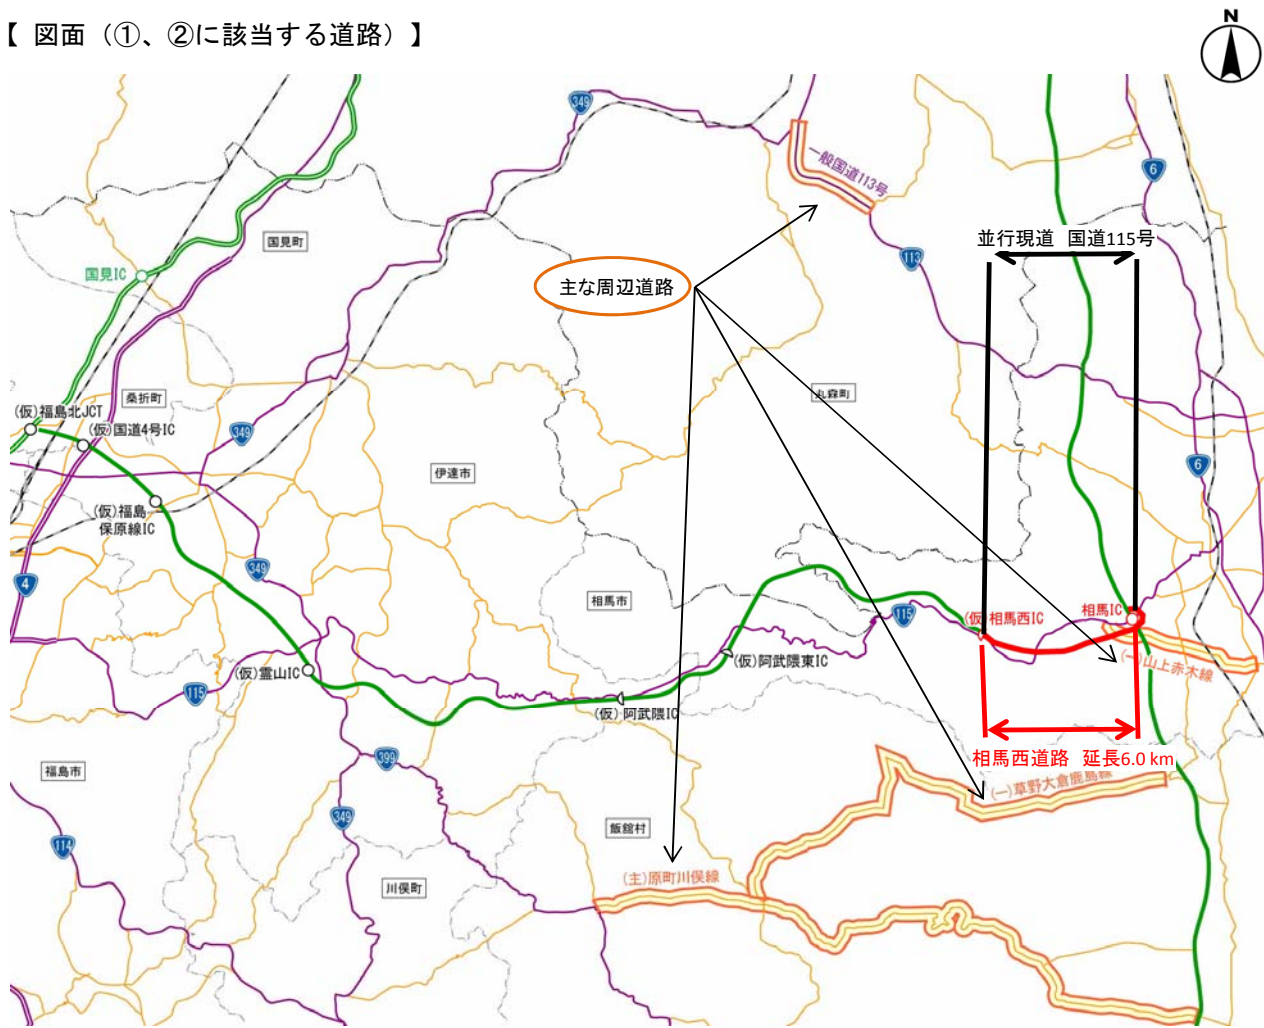 【 図面（①、②に該当する道路）】
N
349
一般国道113号
6
国見町
並行現道 国道115号
113
国見IC
主な周辺道路
桑折町
丸森町
(仮)福島北JCT
(仮)国道4号IC
349
伊達市
6
(仮)福島
保原線IC
349
4
相馬市
115
(仮)相馬西IC
相馬IC
(一)山上赤木線
(仮)阿武隈東IC
(仮)霊山IC
115
(仮)阿武隈IC
399
相馬西道路 延長6.0 km
福島市
(一)草野大倉鹿島線
349
飯舘村
114
(主)原町川俣線
川俣町